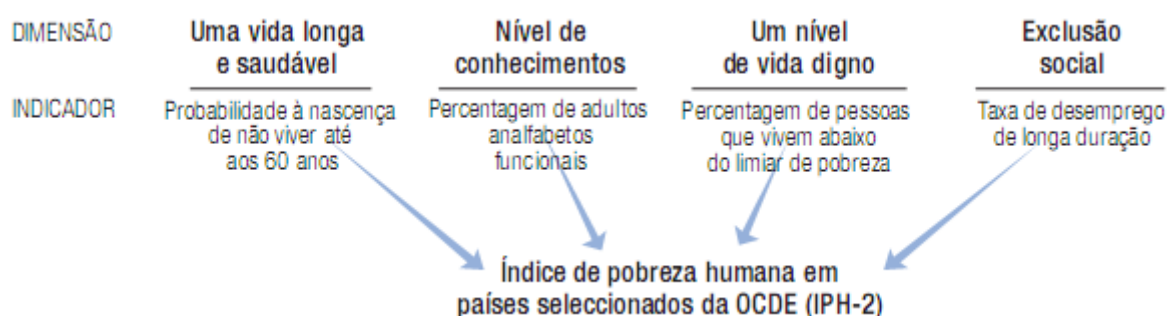 DIMENSÃO
Uma vida longa
e saudável
Nível de
conhecimentos
Um nível
de vida digno
Exclusão
social
INDICADOR
Probabilidade à nascença
de não viver até
aos 60 anos
Percentagem de adultos
analfabetos
funcionais
Percentagem de pessoas
que vivem abaixo
do limiar de pobreza
Taxa de desemprego
de longa duração
Índice de pobreza humana em
países seleccionados da OCDE (IPH-2)